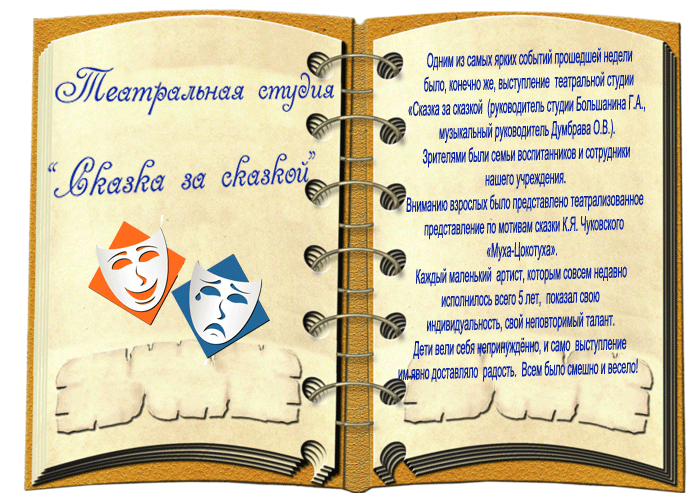 Театральная студия
“Сказка за сказкой”
Одним из самых ярких событий прошедшей недели
было, конечно же, выступление театральной студии
«Сказка за сказкой (руководитель студии Большанина Г.А.,
музыкальный руководитель Думбрава О.В.).
Зрителями были семьи воспитанников и сотрудники
нашего учреждения.
Вниманию взрослых было представлено театрализованное
представление по мотивам сказки К.Я. Чуковского
«Муха-Цокотуха».
Каждый маленький артист, которым совсем недавно
исполнилось всего 5 лет, показал свою
индивидуальность, свой неповторимый талант.
Дети вели себя непринуждённо, и само выступление
им явно доставляло радость. Всем было смешно и весело!